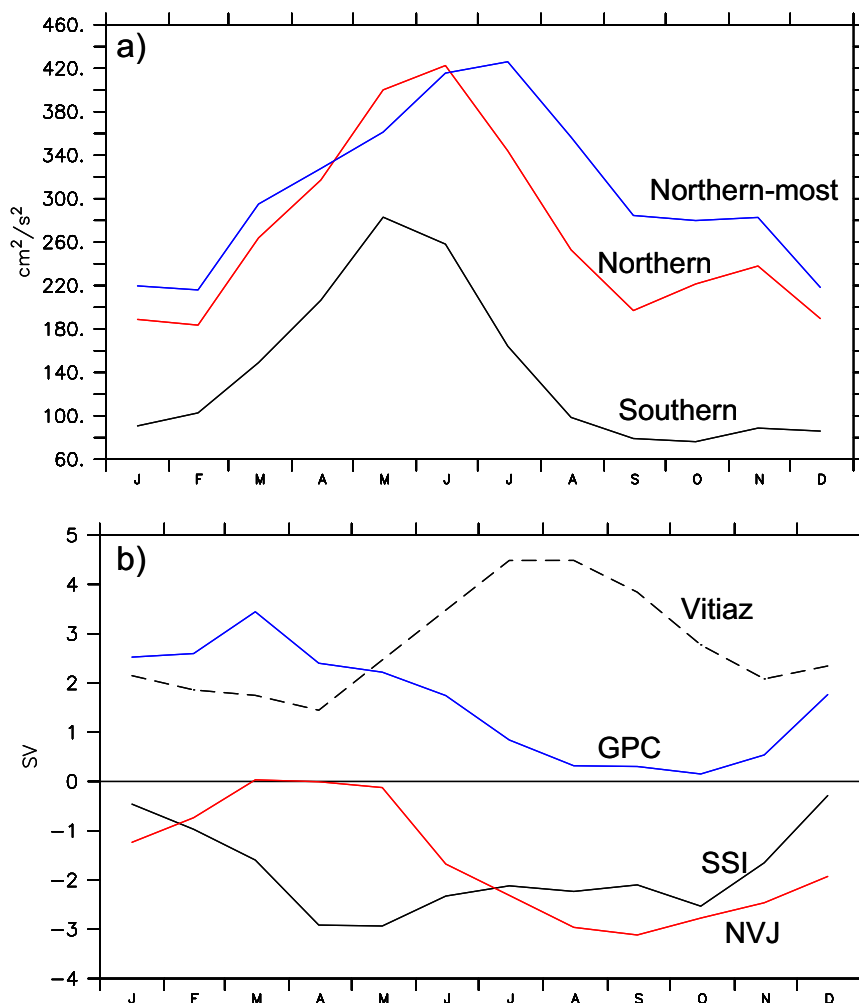 a)
460.
420.
380.
340.
300.
260.
220.
180.
140.
100.
60.
cm²/s²
Northern-most
Northern
Southern
J F M A M J J A S O N D
b)
5
4
3
2
1
0
−1
−2
−3
−4
SV
Vitiaz
GPC
SSI
NVJ
J F M A M J J A S O N D